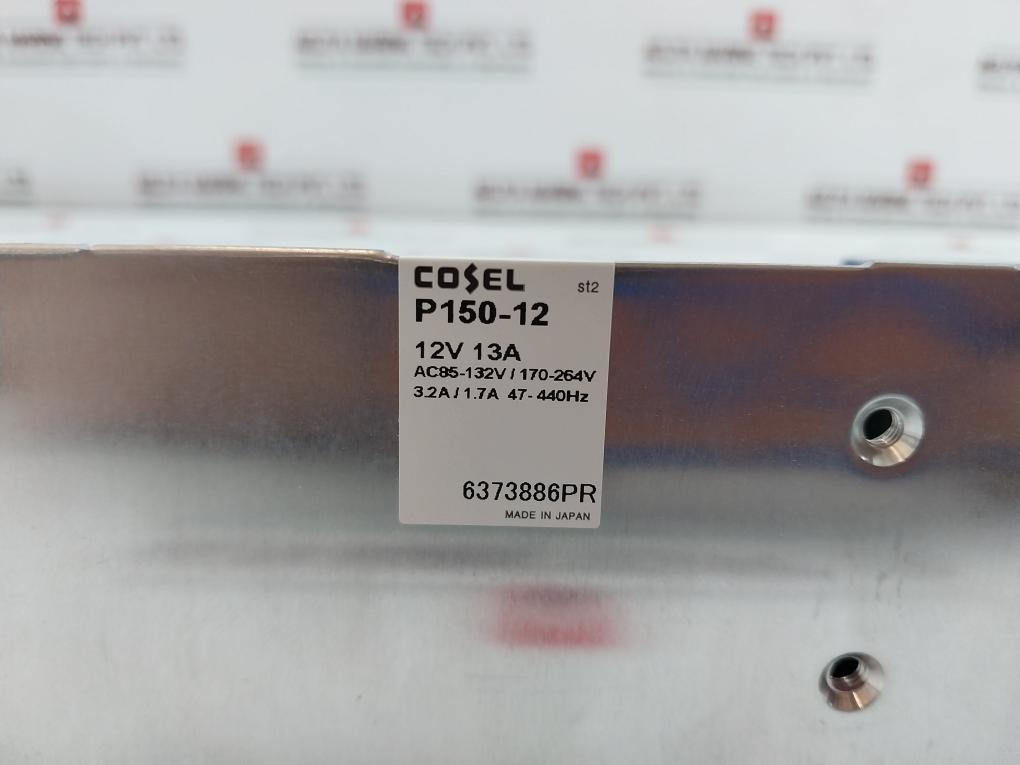 COSEL
st2
P150-12
12V 13A
AC85-132V / 170-264V
3.2A / 1.7A 47-440Hz
6373886PR
MADE IN JAPAN